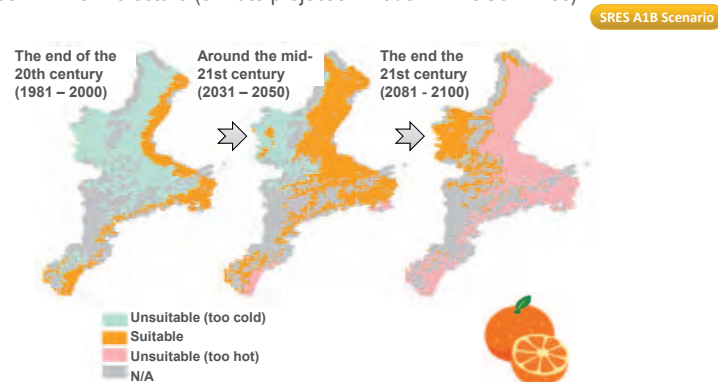 SRES A1B Scenario
The end of the
20th century
(1981 – 2000)
Around the mid-
21st century
(2031 – 2050)
The end the
21st century
(2081 - 2100)
Unsuitable (too cold)
Suitable
Unsuitable (too hot)
N/A